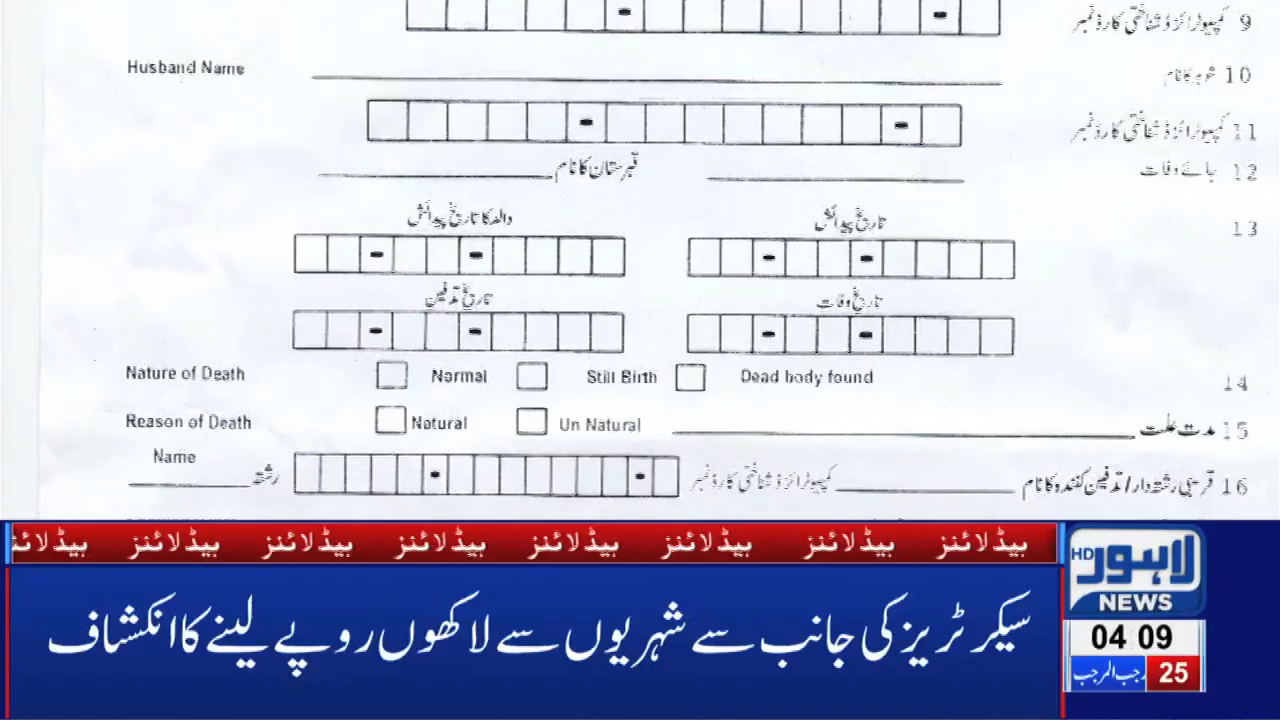 9 کمپیوٹرائزڈ شناختی کارڈ نمبر
Husband Name 10 شوہر کا نام
11 کمپیوٹرائزڈ شناختی کارڈ نمبر
12 جائے وفات قبرستان کا نام
13 تاریخ پیدائش والد کا تاریخ پیدائش
تاریخ وفات تاریخ تدفین
Nature of Death Normal Still Birth Dead body found 14
Reason of Death Natural Un Natural 15 مدت علت
Name
16 قریبی رشتہ دار/تدفین کنندہ کا نام کمپیوٹرائزڈ شناختی کارڈ نمبر رشتہ
ہیڈلائنز ہیڈلائنز ہیڈلائنز ہیڈلائنز ہیڈلائنز ہیڈلائنز ہیڈلائنز ہیڈلائنز
سیکرٹریز کی جانب سے شہریوں سے لاکھوں روپے لینے کا انکشاف
لاہور HD
NEWS
04 09
25 رجب المرجب